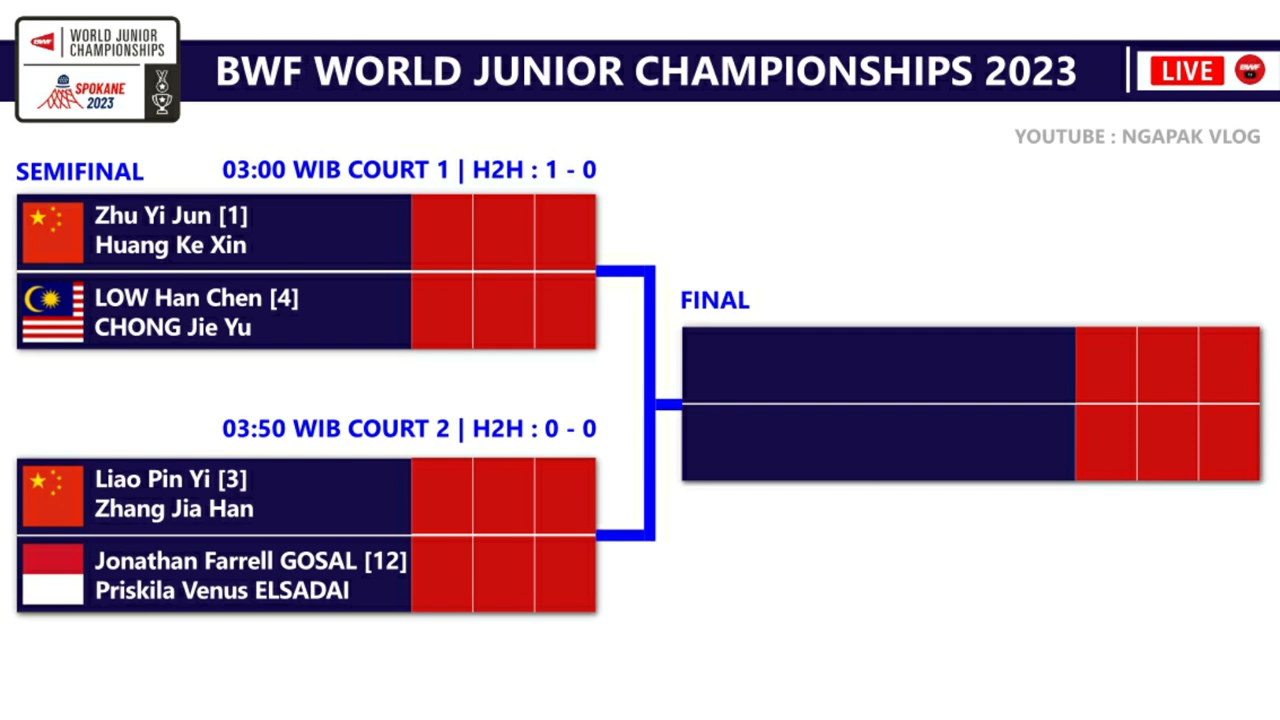 BWF
WORLD JUNIOR
CHAMPIONSHIPS
SPOKANE
2023
BWF WORLD JUNIOR CHAMPIONSHIPS 2023
LIVE
BWF
YOUTUBE : NGAPAK VLOG
SEMIFINAL
03:00 WIB COURT 1 | H2H : 1 - 0
Zhu Yi Jun [1]
Huang Ke Xin
LOW Han Chen [4]
CHONG Jie Yu
FINAL
03:50 WIB COURT 2 | H2H : 0 - 0
Liao Pin Yi [3]
Zhang Jia Han
Jonathan Farrell GOSAL [12]
Priskila Venus ELSADAI